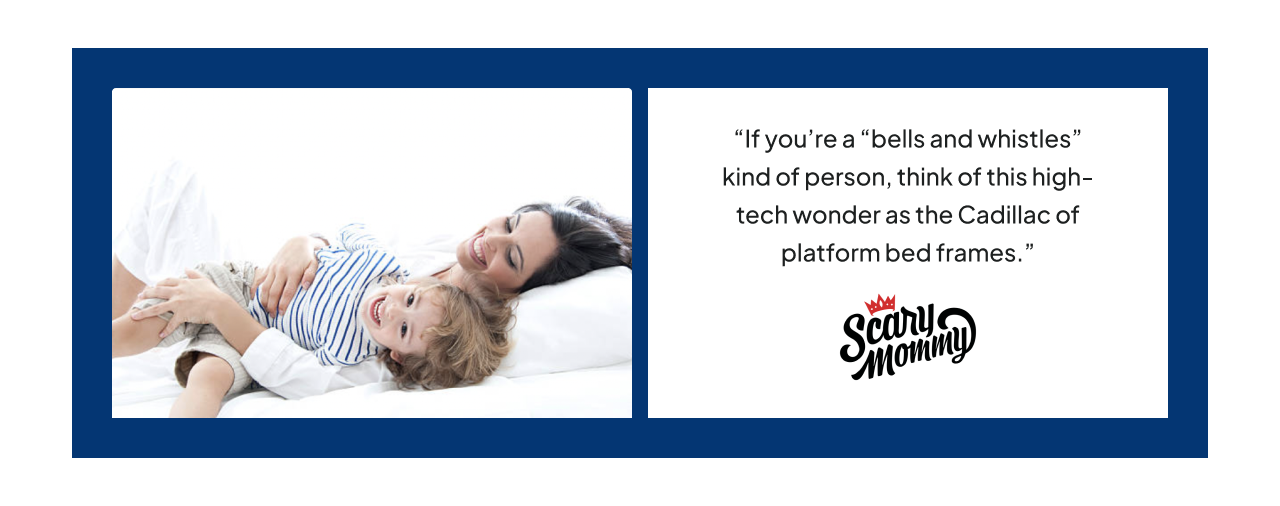 “If you’re a “bells and whistles”
kind of person, think of this high-
tech wonder as the Cadillac of
platform bed frames.”
Scary
Mommy